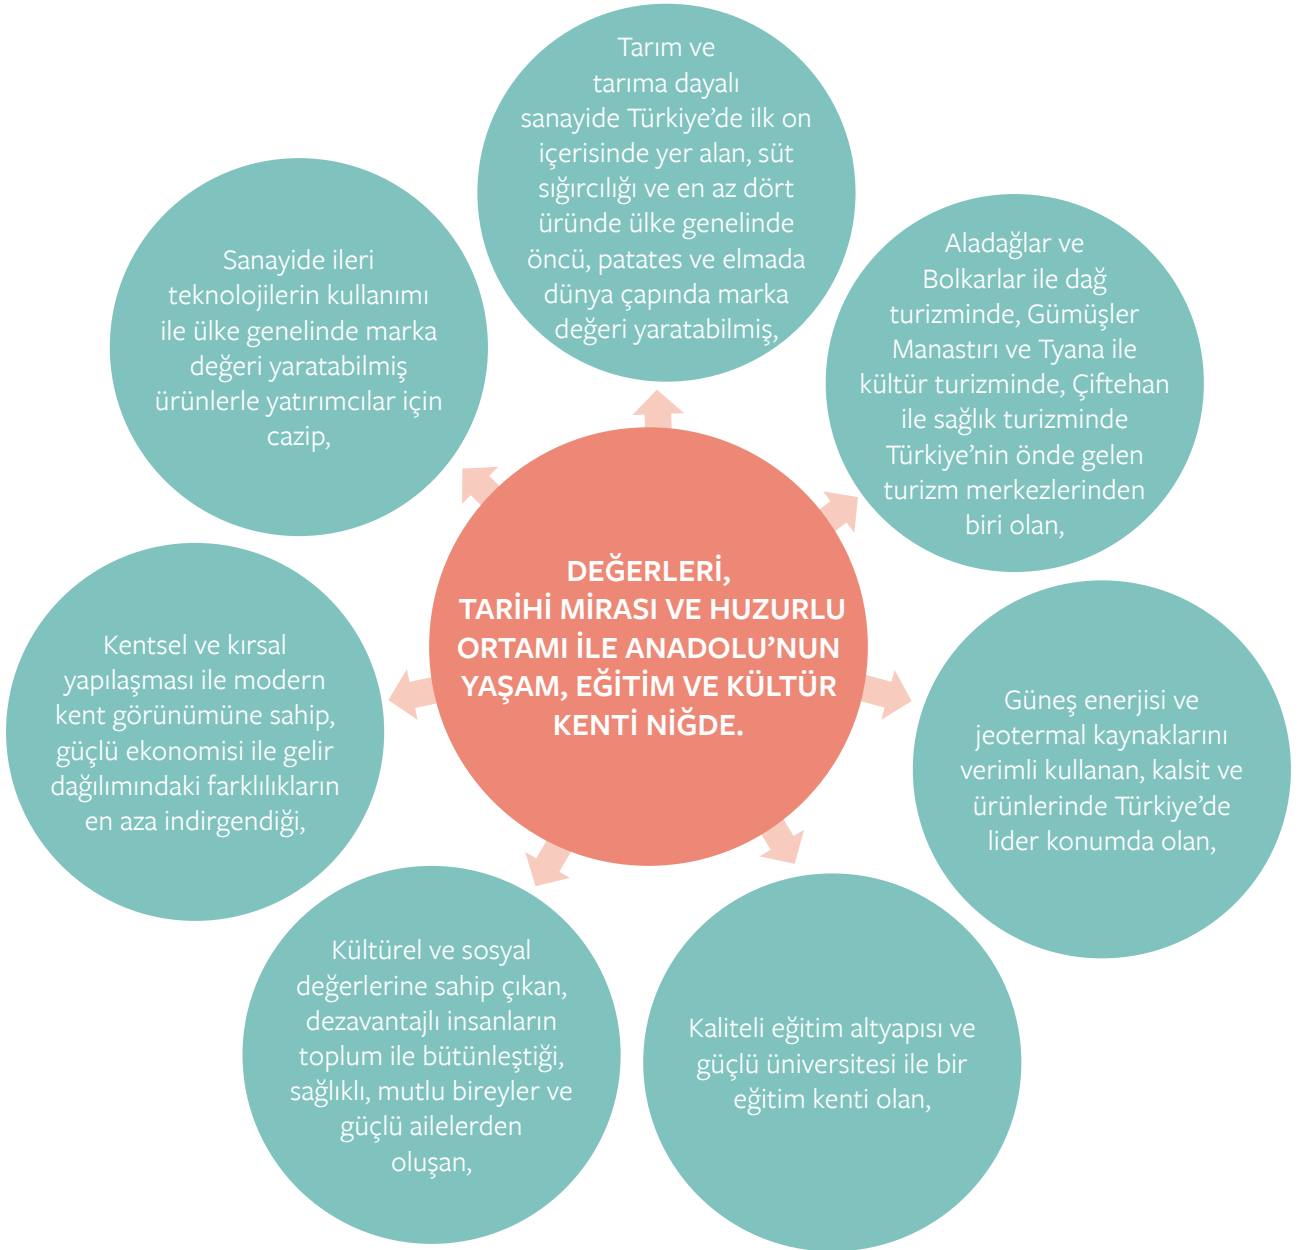 Tarım ve
tarıma dayalı
sanayide Türkiye’de ilk on
içerisinde yer alan, süt
sığırcılığı ve en az dört
üründe ülke genelinde
öncü, patates ve elmada
dünya çapında marka
değeri yaratabilmiş,
Aladağlar ve
Bolkarlar ile dağ
turizminde, Gümüşler
Manastırı ve Tyana ile
kültür turizminde, Çiftehan
ile sağlık turizminde
Türkiye’nin önde gelen
turizm merkezlerinden
biri olan,
Güneş enerjisi ve
jeotermal kaynaklarını
verimli kullanan, kalsit ve
ürünlerinde Türkiye’de
lider konumda olan,
Kaliteli eğitim altyapısı ve
güçlü üniversitesi ile bir
eğitim kenti olan,
Kültürel ve sosyal
değerlerine sahip çıkan,
dezavantajlı insanların
toplum ile bütünleştiği,
sağlıklı, mutlu bireyler ve
güçlü ailelerden
oluşan,
Kentsel ve kırsal
yapılaşması ile modern
kent görünümüne sahip,
güçlü ekonomisi ile gelir
dağılımındaki farklılıkların
en aza indirgendiği,
Sanayide ileri
teknolojilerin kullanımı
ile ülke genelinde marka
değeri yaratabilmiş
ürünlerle yatırımcılar için
cazip,
DEĞERLERİ,
TARİHİ MİRASI VE HUZURLU
ORTAMI İLE ANADOLU’NUN
YAŞAM, EĞİTİM VE KÜLTÜR
KENTİ NİĞDE.